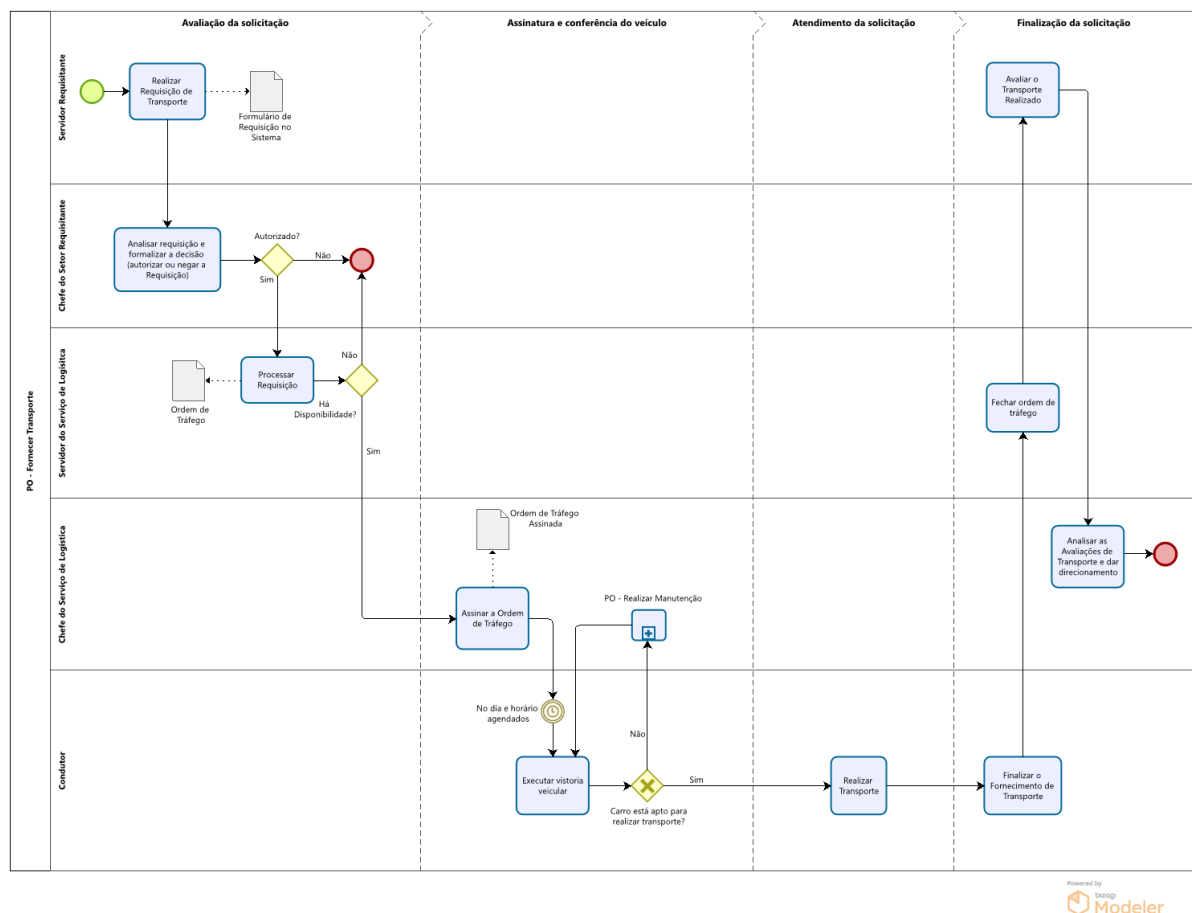 Avaliação da solicitação
Assinatura e conferência do veículo
Atendimento da solicitação
Finalização da solicitação
PO - Fornecer Transporte
Servidor Requisitante
Realizar
Requisição de
Transporte
Formulário de
Requisição no
Sistema
Avaliar o
Transporte
Realizado
Chefe do Setor Requisitante
Analisar requisição e
formalizar a decisão
(autorizar ou negar a
Requisição)
Autorizado?
Não
Sim
Servidor do Serviço de Logísitca
Ordem de
Tráfego
Processar
Requisição
Não
Há
Disponibilidade?
Sim
Fechar ordem de
tráfego
Chefe do Serviço de Logística
Ordem de Tráfego
Assinada
Assinar a Ordem
de Tráfego
PO - Realizar Manutenção
Analisar as
Avaliações de
Transporte e dar
direcionamento
Condutor
No dia e horário
agendados
Executar vistoria
veicular
Não
Sim
Carro está apto para
realizar transporte?
Realizar
Transporte
Finalizar o
Fornecimento de
Transporte
Powered by
bizagi
Modeler